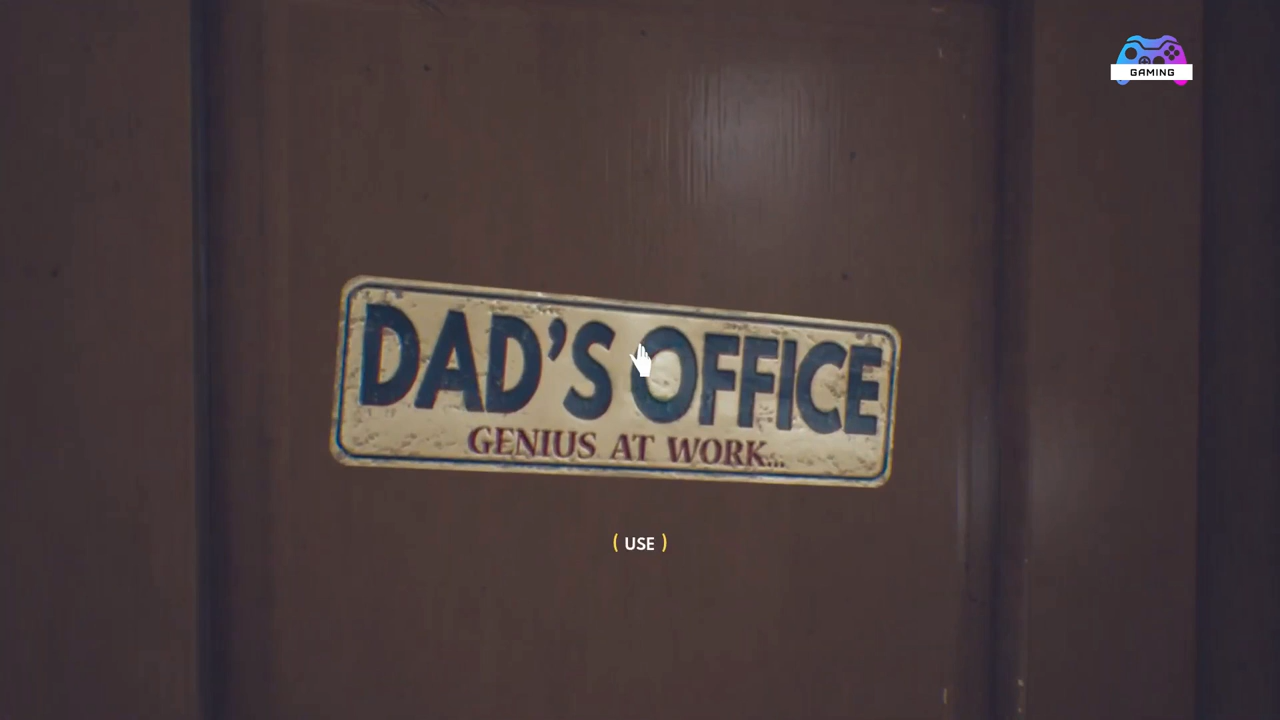 GAMING
DAD'S OFFICE
GENIUS AT WORK...
( USE )